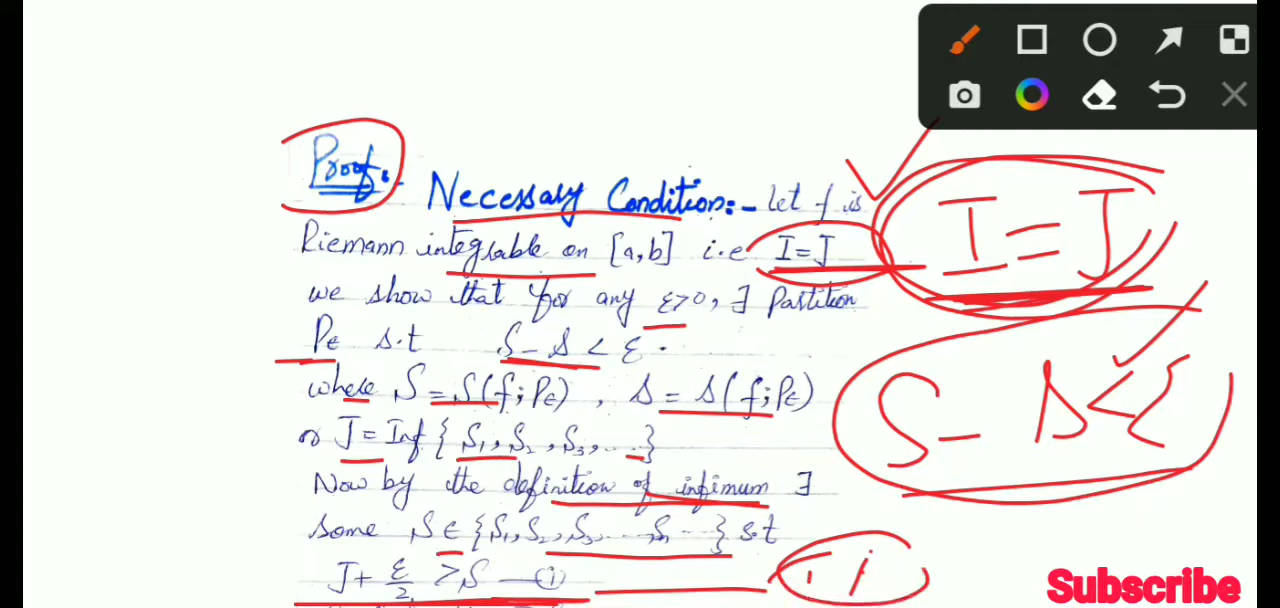 Proof:-
Necessary Condition:- let f is
Riemann integrable on [a, b] i.e I = J
we show that for any ε>0, ∃ Partition
Pε s.t S - s < ε .
where S = S(f; Pε) , s = s(f; Pε)
∵ J = Inf { S₁, S₂, S₃, ... }
Now by the definition of infimum ∃
some S ∈ {S₁, S₂, S₃, ... Sₙ ...} s.t
J + ε/2 > S — (i)
I = J
S - s < ε
i
Subscribe